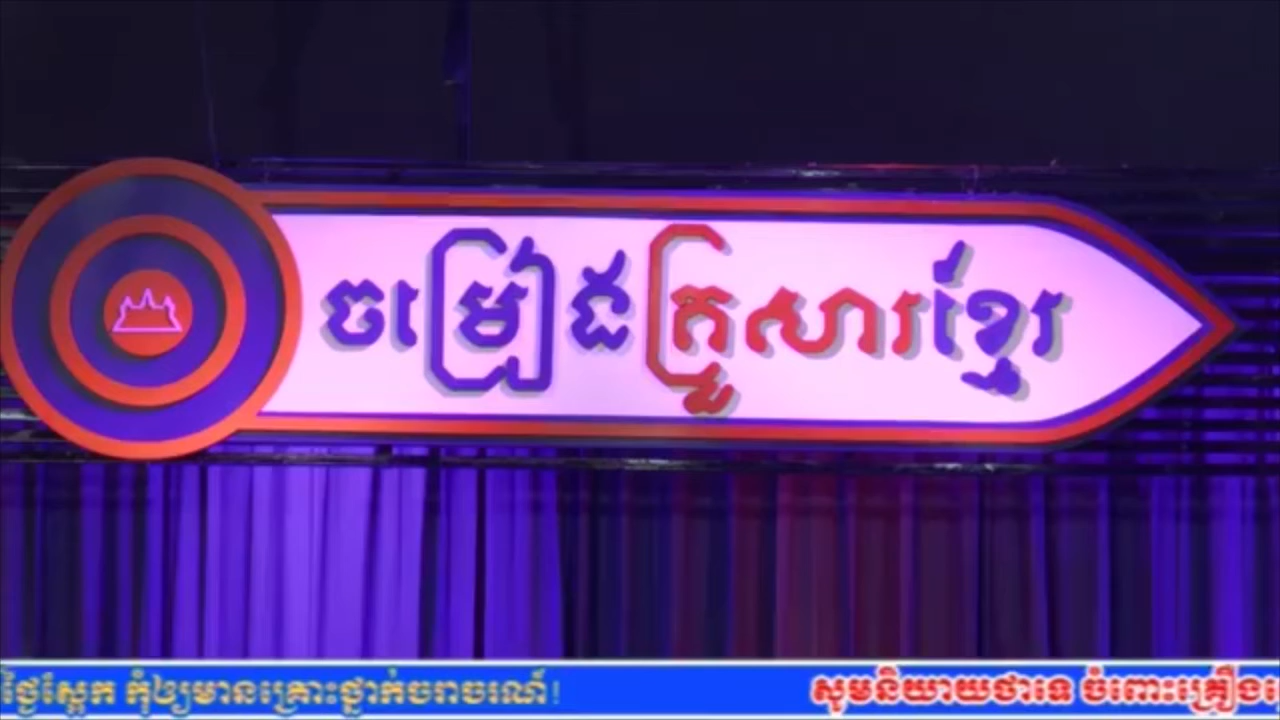 ចម្រៀងគ្រួសារខ្មែរ
ថ្ងៃស្អែក កុំឲ្យមានគ្រោះថ្នាក់ចរាចរណ៍!
សូមនិយាយថាទេ ចំពោះគ្រឿង